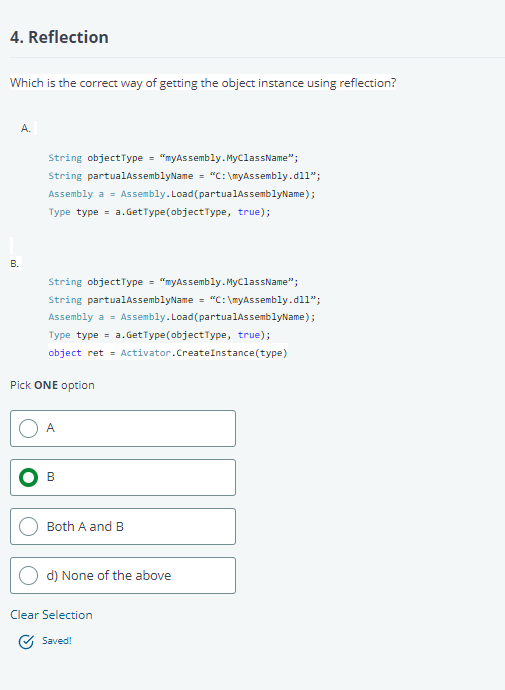 4. Reflection
Which is the correct way of getting the object instance using reflection?
A.
String objectType = “myAssembly.MyClassName”;
String partualAssemblyName = “C:\myAssembly.dll”;
Assembly a = Assembly.Load(partualAssemblyName);
Type type = a.GetType(objectType, true);
B.
String objectType = “myAssembly.MyClassName”;
String partualAssemblyName = “C:\myAssembly.dll”;
Assembly a = Assembly.Load(partualAssemblyName);
Type type = a.GetType(objectType, true);
object ret = Activator.CreateInstance(type)
Pick ONE option
A
B
Both A and B
d) None of the above
Clear Selection
Saved!